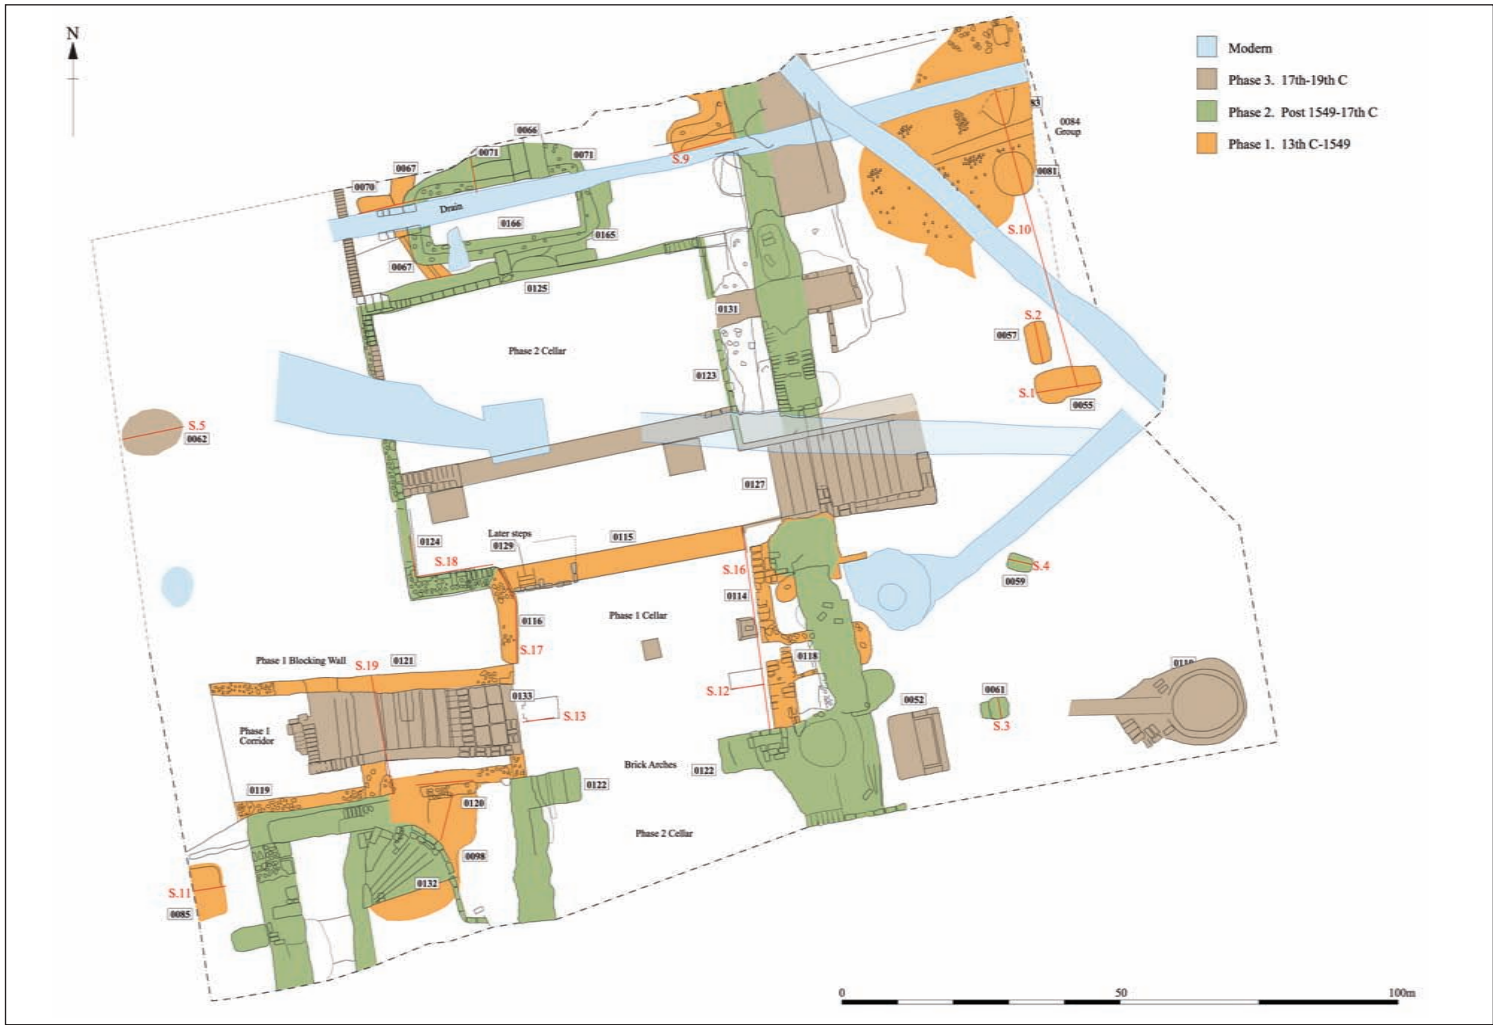 N
Modern
Phase 3. 17th-19th C
Phase 2. Post 1549-17th C
Phase 1. 13th C-1549
0084
Group
83
0066
0071
0071
0067
0070
S.9
0081
Drain
0166
0165
S.10
0067
0125
0131
S.2
0057
Phase 2 Cellar
0123
S.1
0055
S.5
0062
0127
Later steps
0129
0115
0124
S.18
S.16
S.4
0059
0114
Phase 1 Cellar
0116
S.17
0118
Phase 1 Blocking Wall
S.19
0121
0110
S.12
0133
S.13
0052
0061
S.3
Phase 1
Corridor
Brick Arches
0122
0122
0119
0120
Phase 2 Cellar
0098
0132
S.11
0085
0
50
100m